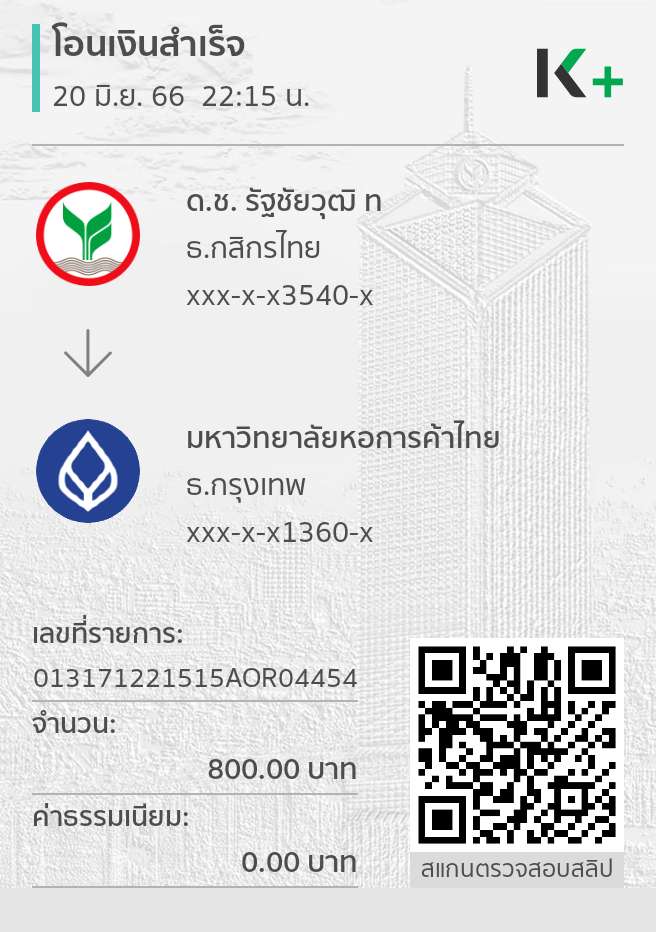 โอนเงินสำเร็จ
20 มิ.ย. 66 22:15 น.
K+
ด.ช. รัฐชัยวุฒิ ท
ธ.กสิกรไทย
xxx-x-x3540-x
มหาวิทยาลัยหอการค้าไทย
ธ.กรุงเทพ
xxx-x-x1360-x
เลขที่รายการ:
013171221515AOR04454
จำนวน:
800.00 บาท
ค่าธรรมเนียม:
0.00 บาท
สแกนตรวจสอบสลิป